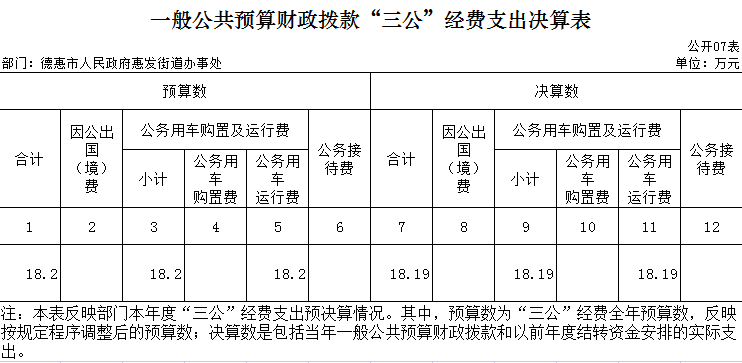 一般公共预算财政拨款“三公”经费支出决算表
公开07表
部门：德惠市人民政府惠发街道办事处 单位：万元
预算数 决算数
合计 因公出国（境）费 公务用车购置及运行费 公务接待费 合计 因公出国（境）费 公务用车购置及运行费 公务接待费
小计 公务用车购置费 公务用车运行费 小计 公务用车购置费 公务用车运行费
1 2 3 4 5 6 7 8 9 10 11 12
18.2 18.2 18.2 18.19 18.19 18.19
注：本表反映部门本年度“三公”经费支出预决算情况。其中，预算数为“三公”经费全年预算数，反映
按规定程序调整后的预算数；决算数是包括当年一般公共预算财政拨款和以前年度结转资金安排的实际支
出。